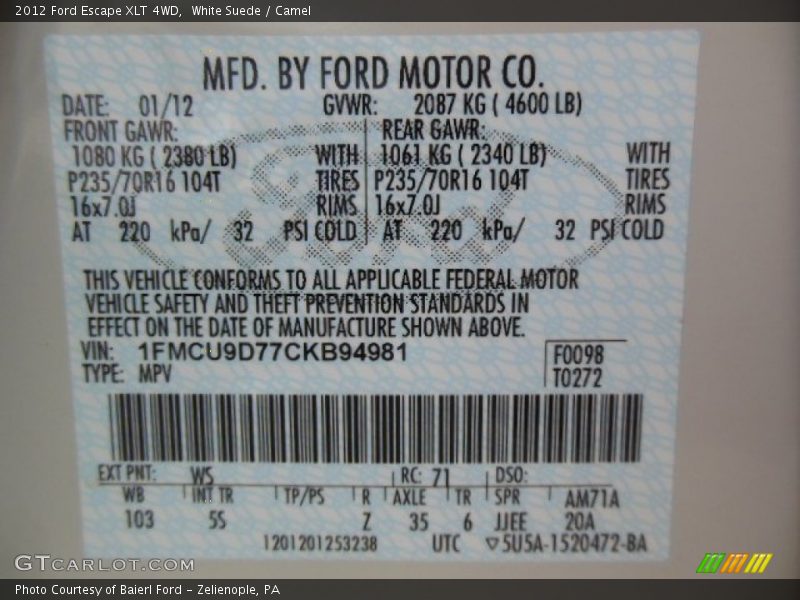 2012 Ford Escape XLT 4WD, White Suede / Camel
MFD. BY FORD MOTOR CO.
DATE: 01/12 GVWR: 2087 KG ( 4600 LB)
FRONT GAWR: REAR GAWR:
1080 KG ( 2380 LB) WITH 1061 KG ( 2340 LB) WITH
P235/70R16 104T TIRES P235/70R16 104T TIRES
16x7.0J RIMS 16x7.0J RIMS
AT 220 kPa/ 32 PSI COLD AT 220 kPa/ 32 PSI COLD
Ford
THIS VEHICLE CONFORMS TO ALL APPLICABLE FEDERAL MOTOR
VEHICLE SAFETY AND THEFT PREVENTION STANDARDS IN
EFFECT ON THE DATE OF MANUFACTURE SHOWN ABOVE.
VIN: 1FMCU9D77CKB94981 F0098
TYPE: MPV T0272
EXT PNT: WS RC: 71 DSO:
WB INT TR TP/PS R AXLE TR SPR AM71A
103 5S Z 35 6 JJEE 20A
1201201253238 UTC ▽5U5A-1520472-BA
GTCARLOT.COM
Photo Courtesy of Baierl Ford – Zelienople, PA